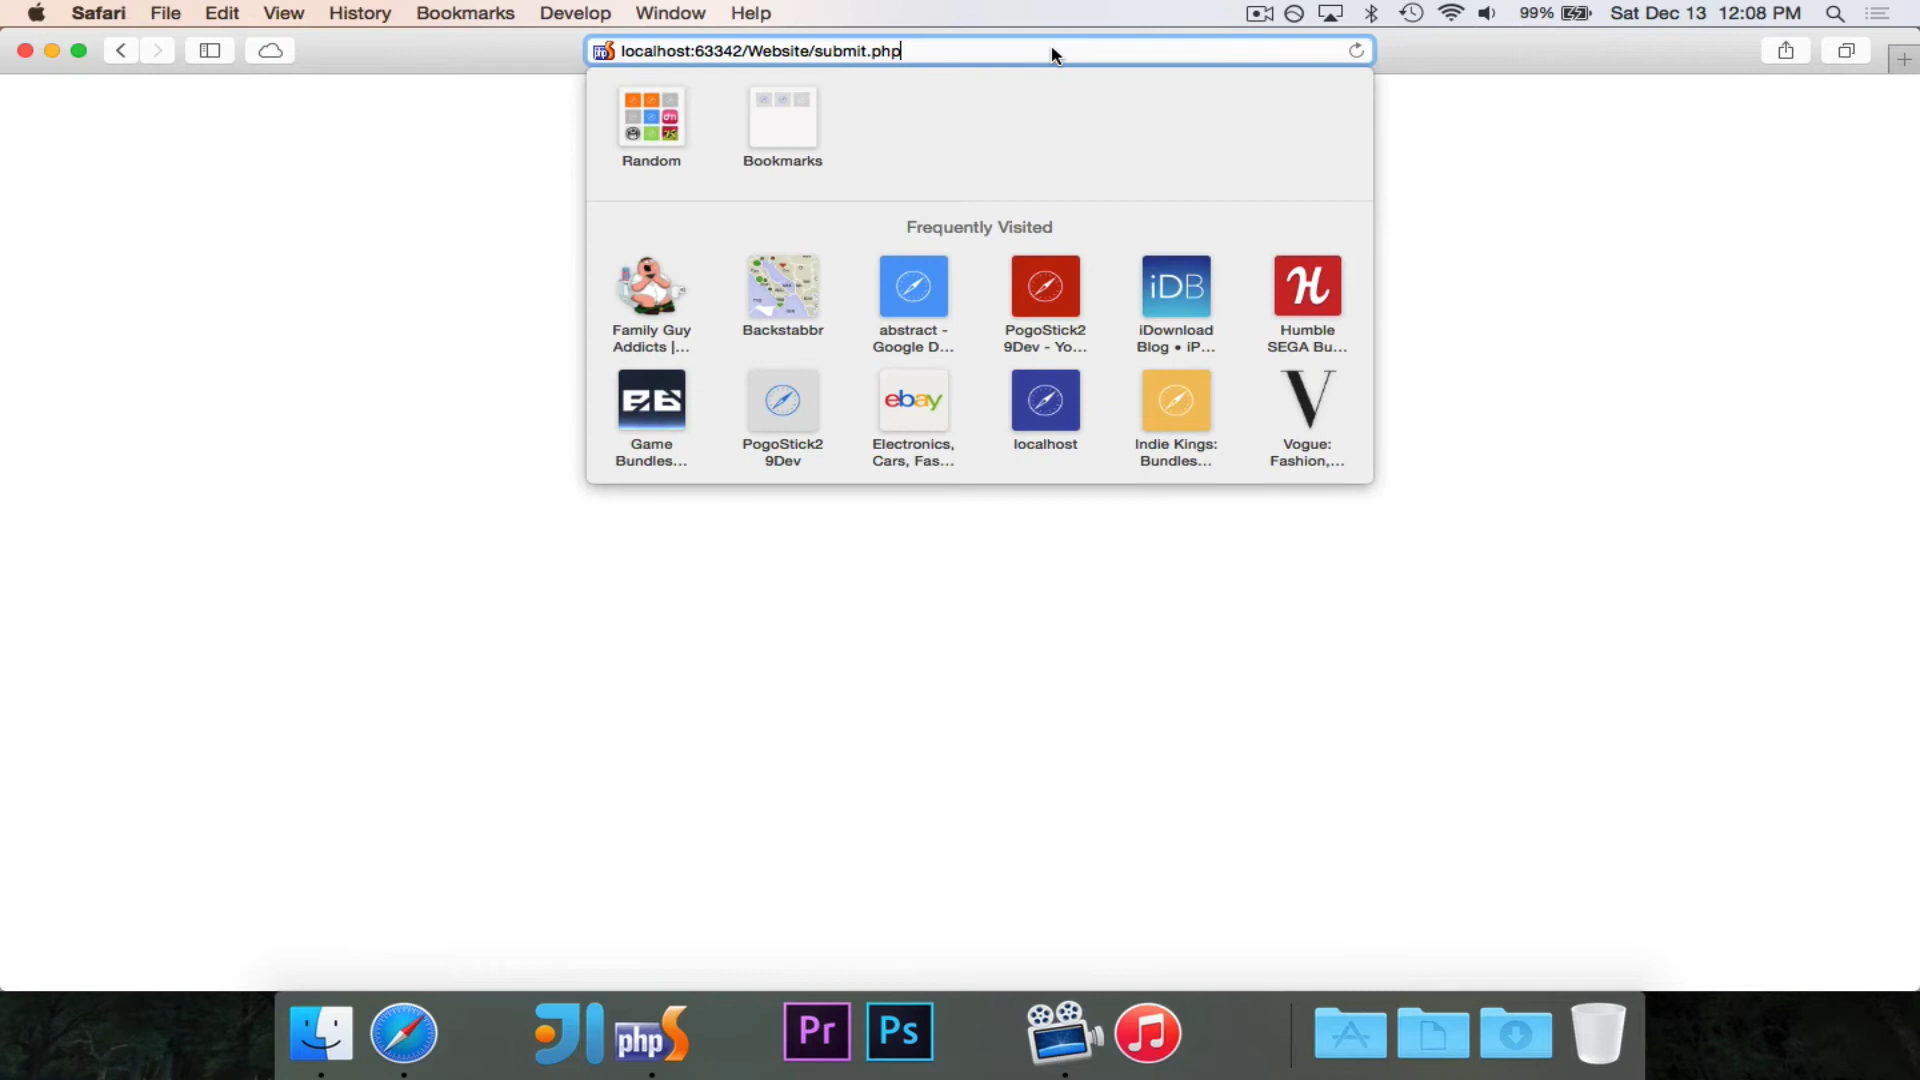 Safari File Edit View History Bookmarks Develop Window Help 99% Sat Dec 13 12:08 PM
localhost:63342/Website/submit.php
Random Bookmarks
Frequently Visited
iDB
Family Guy Backstabbr abstract - PogoStick2 iDownload Humble
Addicts |... Google D... 9Dev - Yo... Blog • iP... SEGA Bu...
ebay
Game PogoStick2 Electronics, localhost Indie Kings: Vogue:
Bundles... 9Dev Cars, Fas... Bundles... Fashion,...
php Pr Ps